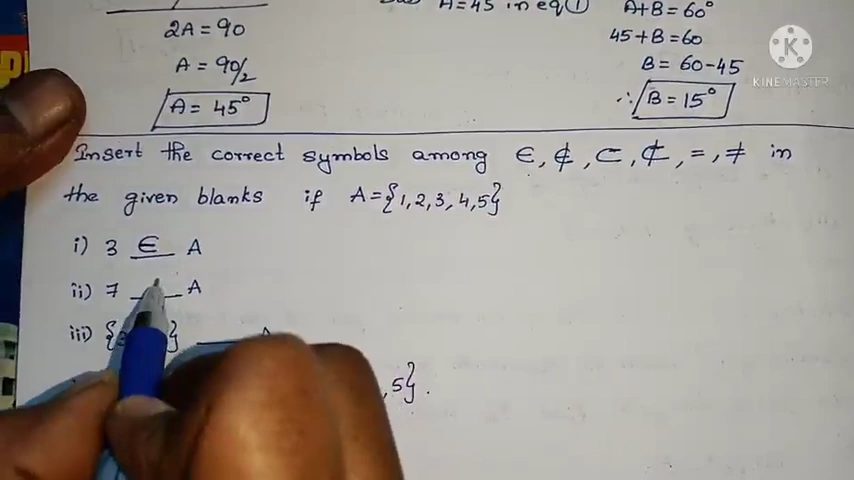 2A = 90
A = 90/2
A = 45°
A = 45 in eq ①
A+B = 60°
45+B = 60
B = 60-45
∴ B = 15°
KINEMASTER
Insert the correct symbols among ∈, ∉, ⊂, ⊄, =, ≠ in
the given blanks if A = {1, 2, 3, 4, 5}
i) 3 ∈ A
ii) 7 ___ A
iii) { } ___
, 5}.